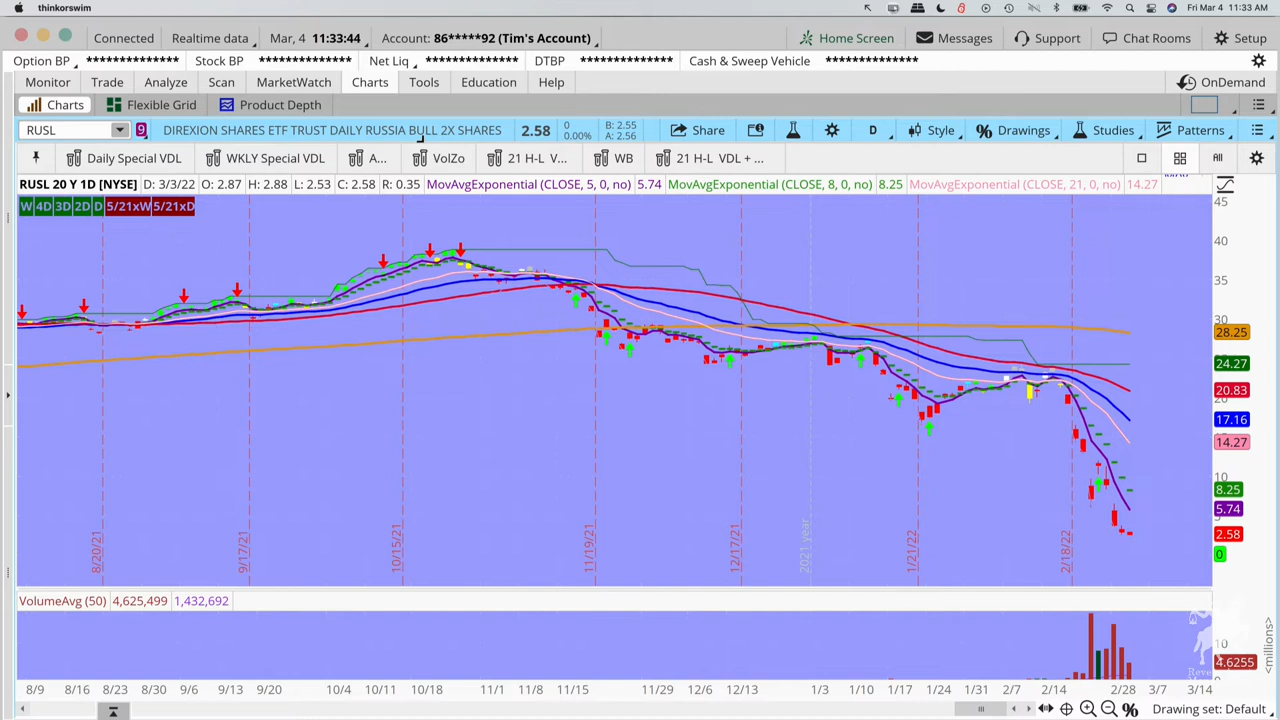 thinkorswim Fri Mar 4 11:33 AM
Connected Realtime data Mar, 4 11:33:44 Account: 86*****92 (Tim's Account) Home Screen Messages Support Chat Rooms Setup
Option BP ************** Stock BP ************** Net Liq ************** DTBP ************** Cash & Sweep Vehicle **************
Monitor Trade Analyze Scan MarketWatch Charts Tools Education Help OnDemand
Charts Flexible Grid Product Depth
RUSL 9 DIREXION SHARES ETF TRUST DAILY RUSSIA BULL 2X SHARES 2.58 0 0.00% B: 2.55 A: 2.56 Share D Style Drawings Studies Patterns
Daily Special VDL WKLY Special VDL A... VolZo 21 H-L V... WB 21 H-L VDL + ... All
RUSL 20 Y 1D [NYSE] D: 3/3/22 O: 2.87 H: 2.88 L: 2.53 C: 2.58 R: 0.35 MovAvgExponential (CLOSE, 5, 0, no) 5.74 MovAvgExponential (CLOSE, 8, 0, no) 8.25 MovAvgExponential (CLOSE, 21, 0, no) 14.27
W 4D 3D 2D D 5/21xW 5/21xD
45
40
35
30
28.25
24.27
20.83
20
17.16
14.27
10
8.25
5.74
2.58
0
8/20/21 9/17/21 10/15/21 11/19/21 12/17/21 2021 year 1/21/22 2/18/22
VolumeAvg (50) 4,625,499 1,432,692
10
4.6255
<millions>
8/9 8/16 8/23 8/30 9/6 9/13 9/20 10/4 10/11 10/18 11/1 11/8 11/15 11/29 12/6 12/13 1/3 1/10 1/17 1/24 1/31 2/7 2/14 2/28 3/7 3/14
Drawing set: Default